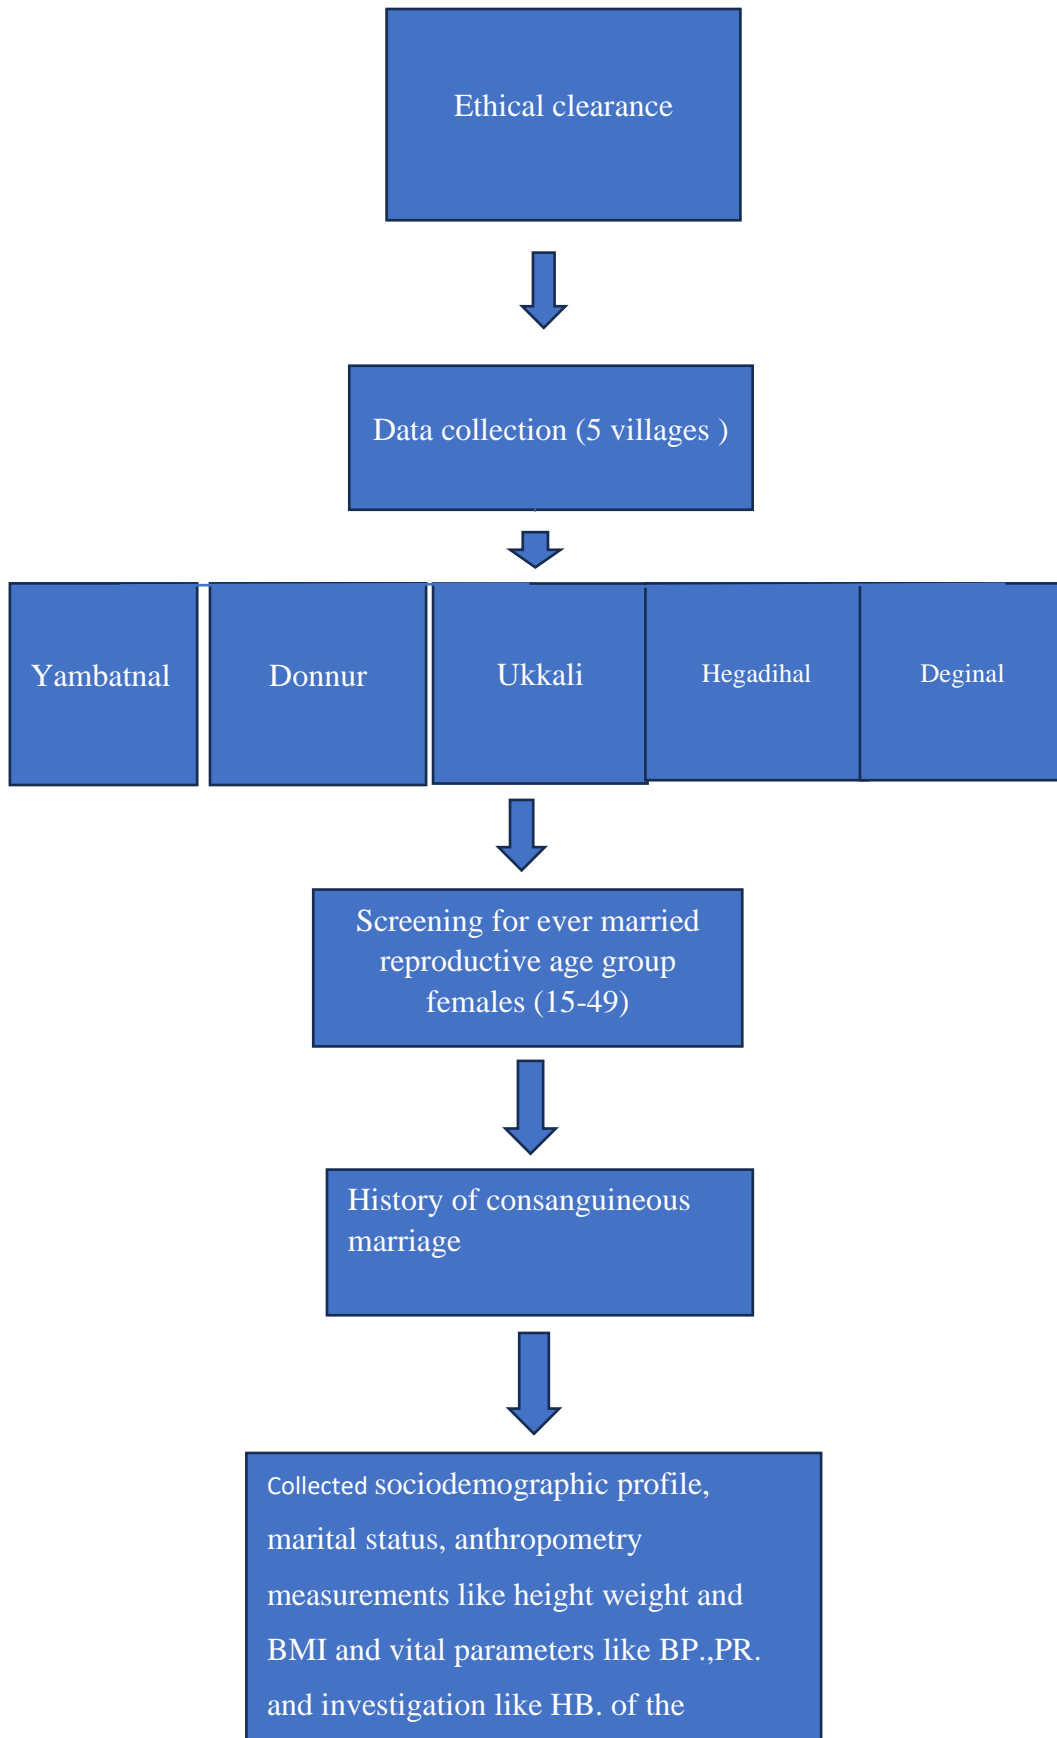 Ethical clearance
Data collection (5 villages )
Yambatnal
Donnur
Ukkali
Hegadihal
Deginal
Screening for ever married
reproductive age group
females (15-49)
History of consanguineous
marriage
Collected sociodemographic profile,
marital status, anthropometry
measurements like height weight and
BMI and vital parameters like BP.,PR.
and investigation like HB. of the